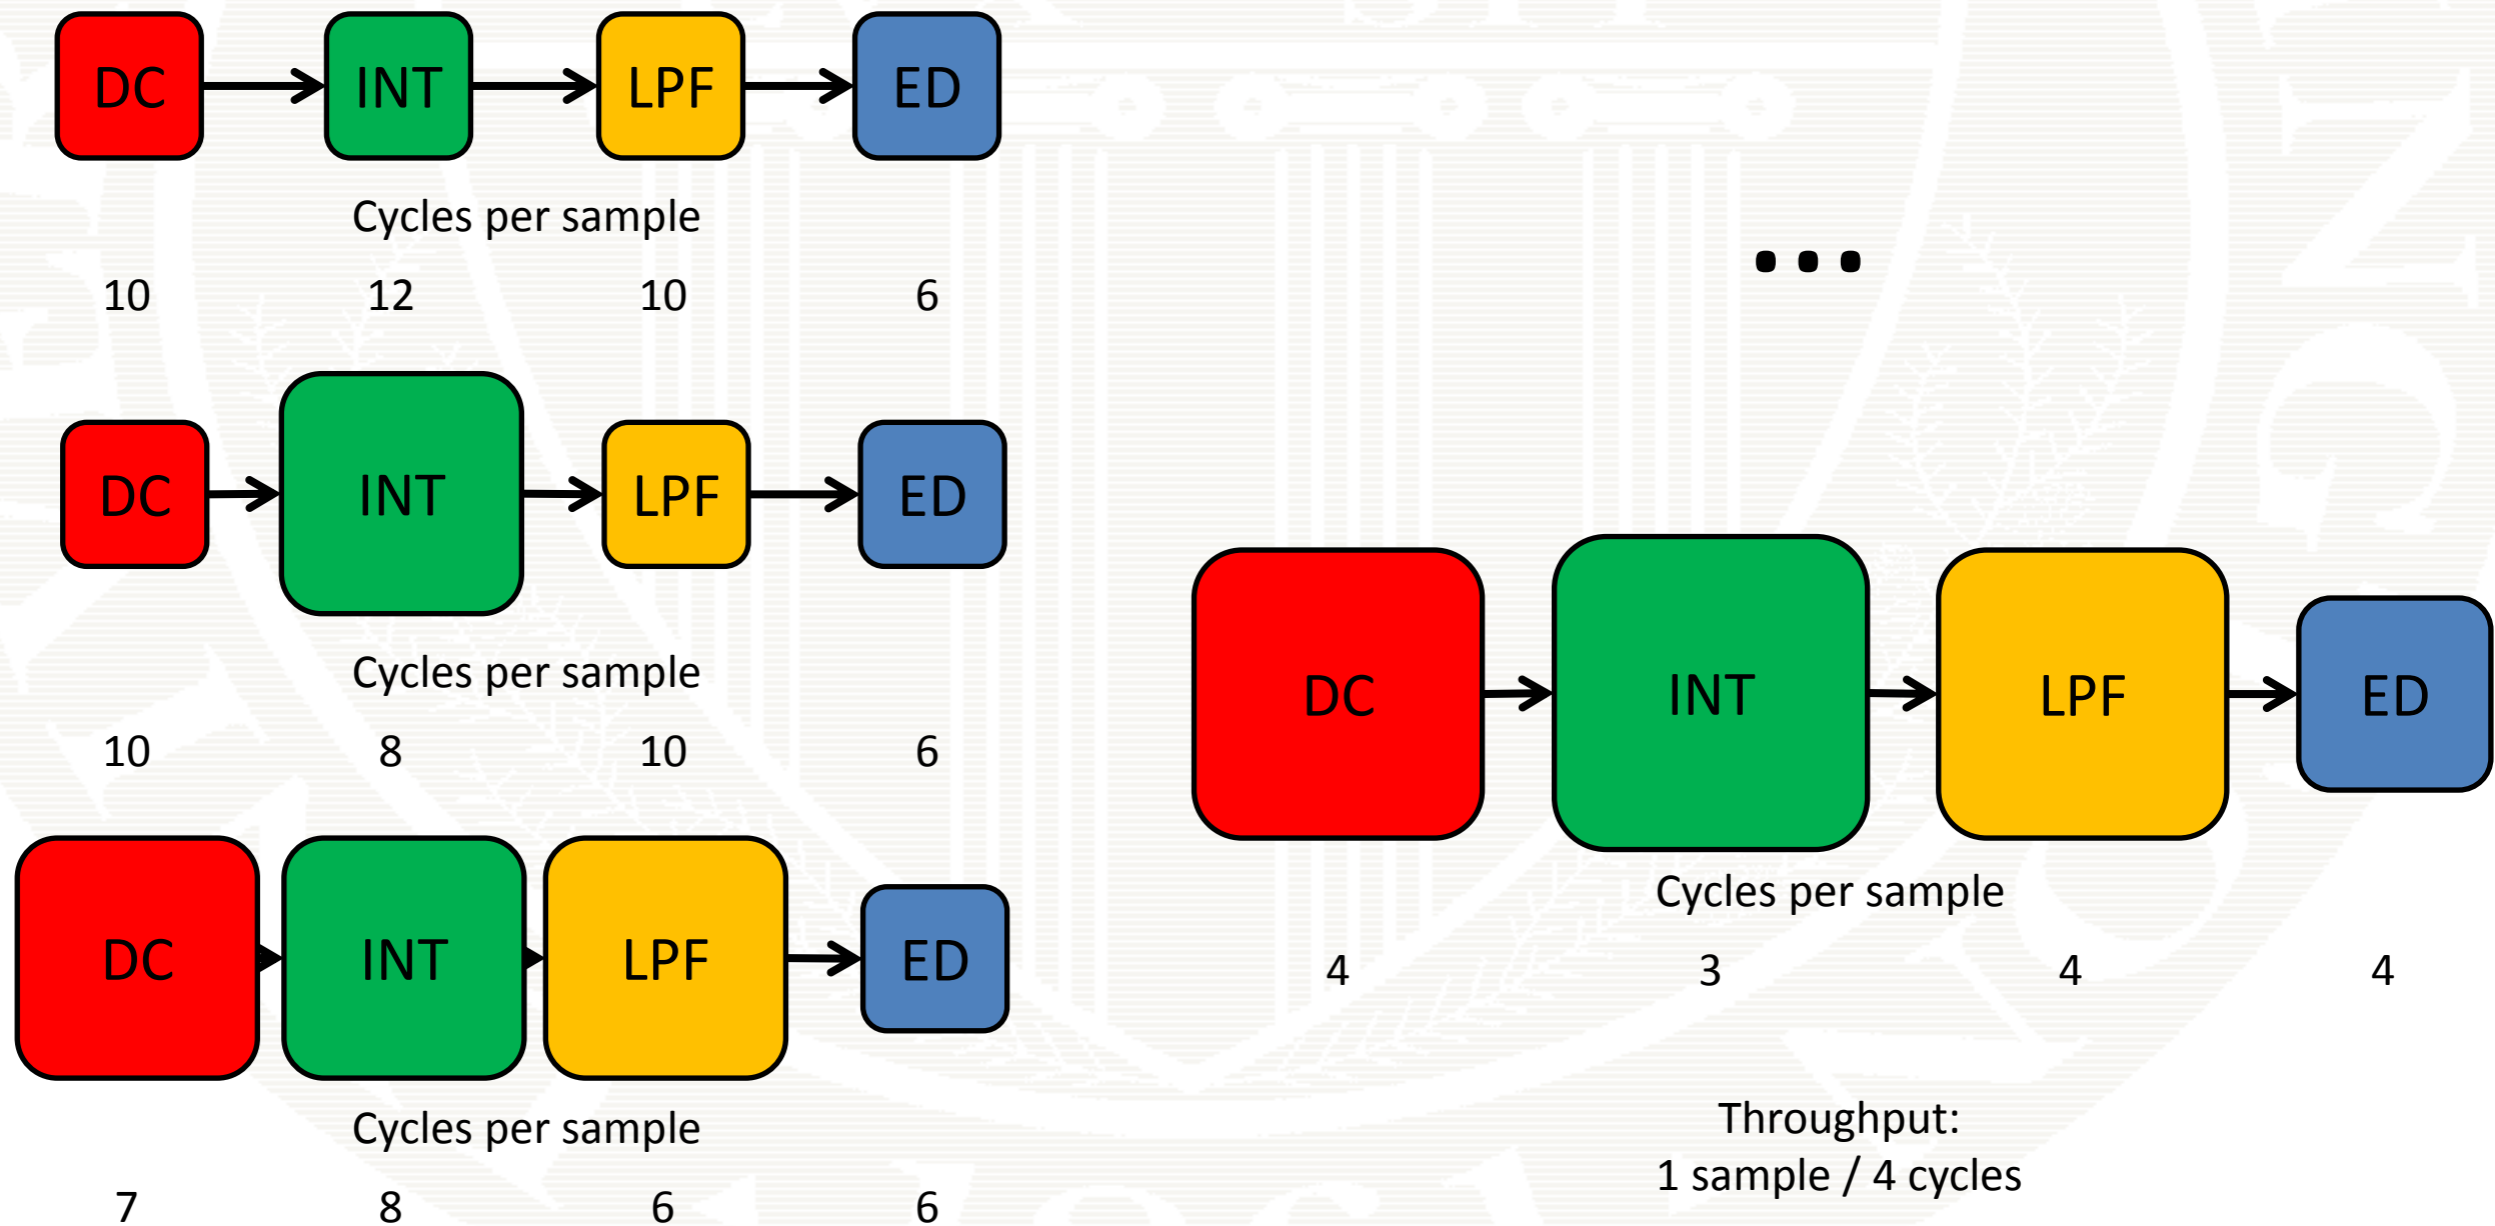 DC INT LPF ED
Cycles per sample
10 12 10 6
DC INT LPF ED
Cycles per sample
10 8 10 6
DC INT LPF ED
Cycles per sample
7 8 6 6
...
DC INT LPF ED
Cycles per sample
4 3 4 4
Throughput:
1 sample / 4 cycles